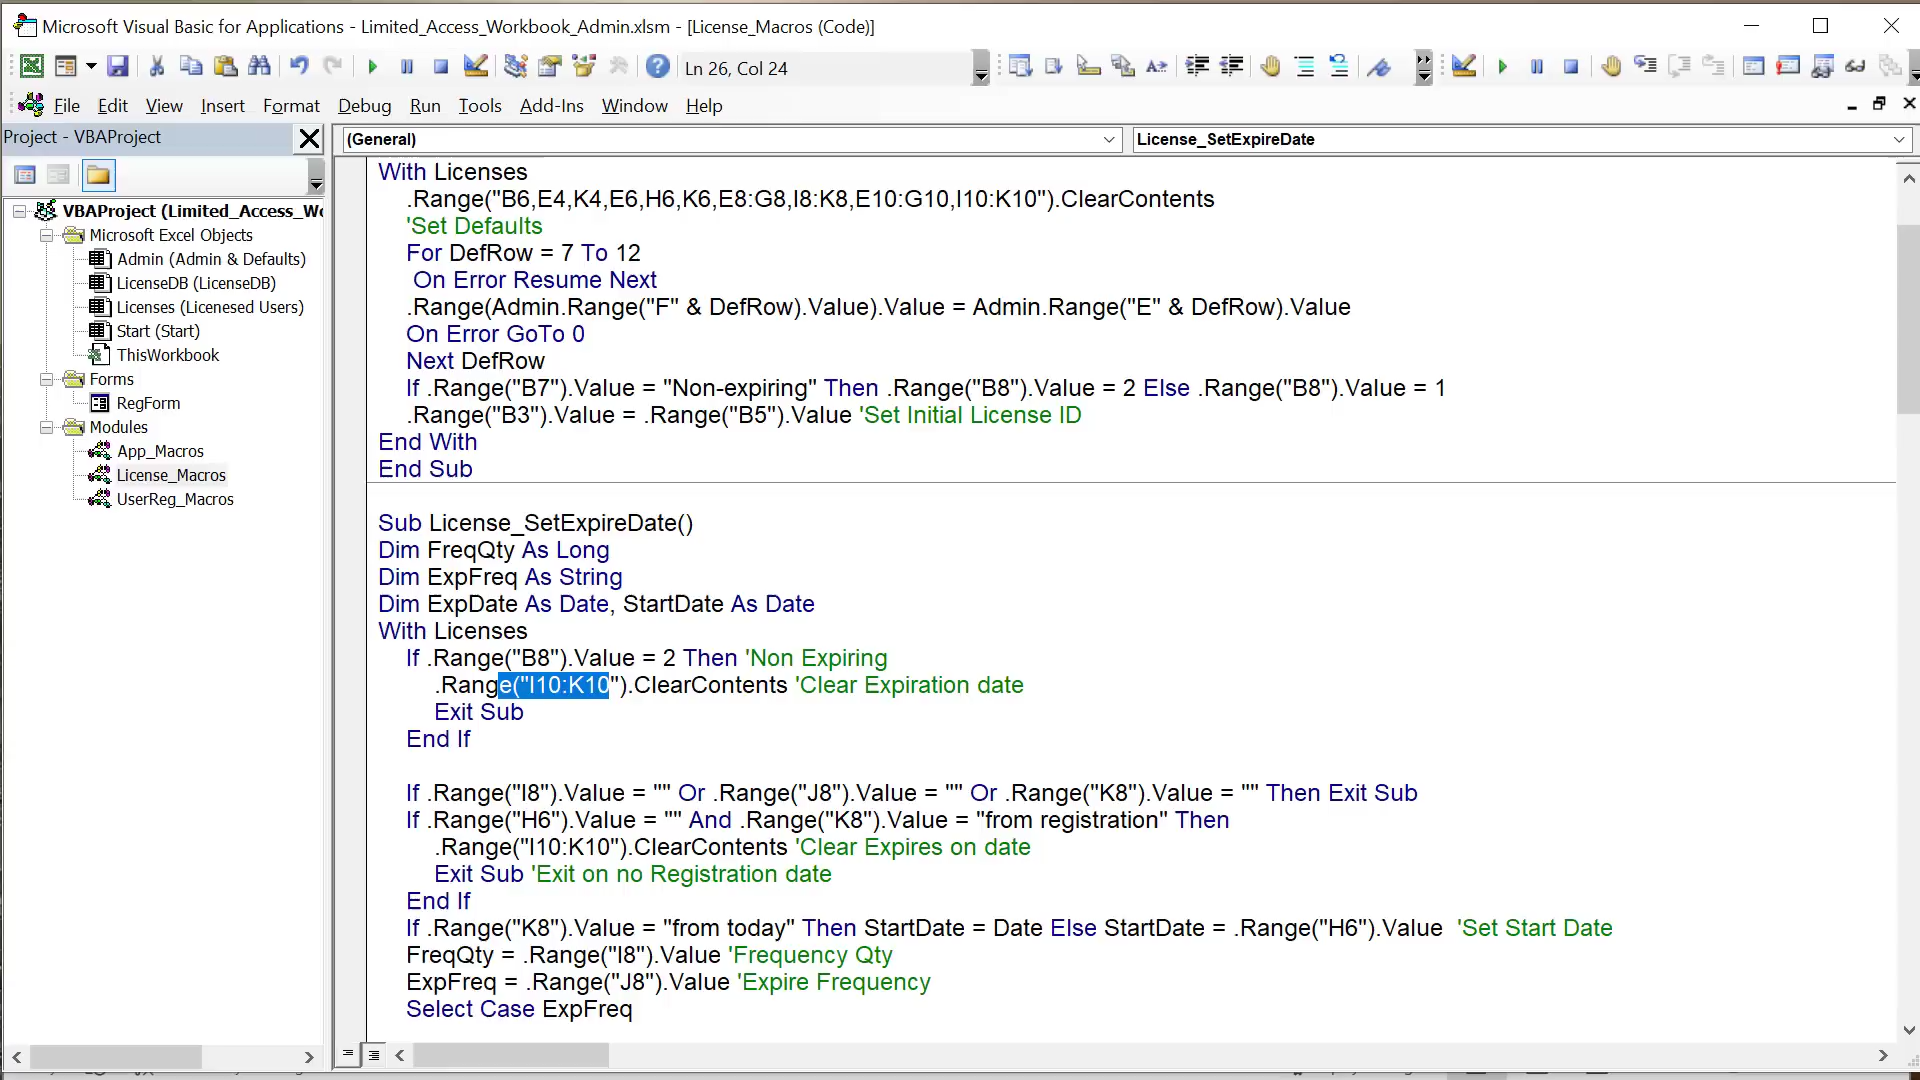 Microsoft Visual Basic for Applications - Limited_Access_Workbook_Admin.xlsm - [License_Macros (Code)]
Ln 26, Col 24
File Edit View Insert Format Debug Run Tools Add-Ins Window Help
Project - VBAProject
(General)
License_SetExpireDate
VBAProject (Limited_Access_Wo
Microsoft Excel Objects
Admin (Admin & Defaults)
LicenseDB (LicenseDB)
Licenses (Licenesed Users)
Start (Start)
ThisWorkbook
Forms
RegForm
Modules
App_Macros
License_Macros
UserReg_Macros
With Licenses
.Range("B6,E4,K4,E6,H6,K6,E8:G8,I8:K8,E10:G10,I10:K10").ClearContents
'Set Defaults
For DefRow = 7 To 12
On Error Resume Next
.Range(Admin.Range("F" & DefRow).Value).Value = Admin.Range("E" & DefRow).Value
On Error GoTo 0
Next DefRow
If .Range("B7").Value = "Non-expiring" Then .Range("B8").Value = 2 Else .Range("B8").Value = 1
.Range("B3").Value = .Range("B5").Value 'Set Initial License ID
End With
End Sub
Sub License_SetExpireDate()
Dim FreqQty As Long
Dim ExpFreq As String
Dim ExpDate As Date, StartDate As Date
With Licenses
If .Range("B8").Value = 2 Then 'Non Expiring
.Range("I10:K10").ClearContents 'Clear Expiration date
Exit Sub
End If
If .Range("I8").Value = "" Or .Range("J8").Value = "" Or .Range("K8").Value = "" Then Exit Sub
If .Range("H6").Value = "" And .Range("K8").Value = "from registration" Then
.Range("I10:K10").ClearContents 'Clear Expires on date
Exit Sub 'Exit on no Registration date
End If
If .Range("K8").Value = "from today" Then StartDate = Date Else StartDate = .Range("H6").Value 'Set Start Date
FreqQty = .Range("I8").Value 'Frequency Qty
ExpFreq = .Range("J8").Value 'Expire Frequency
Select Case ExpFreq